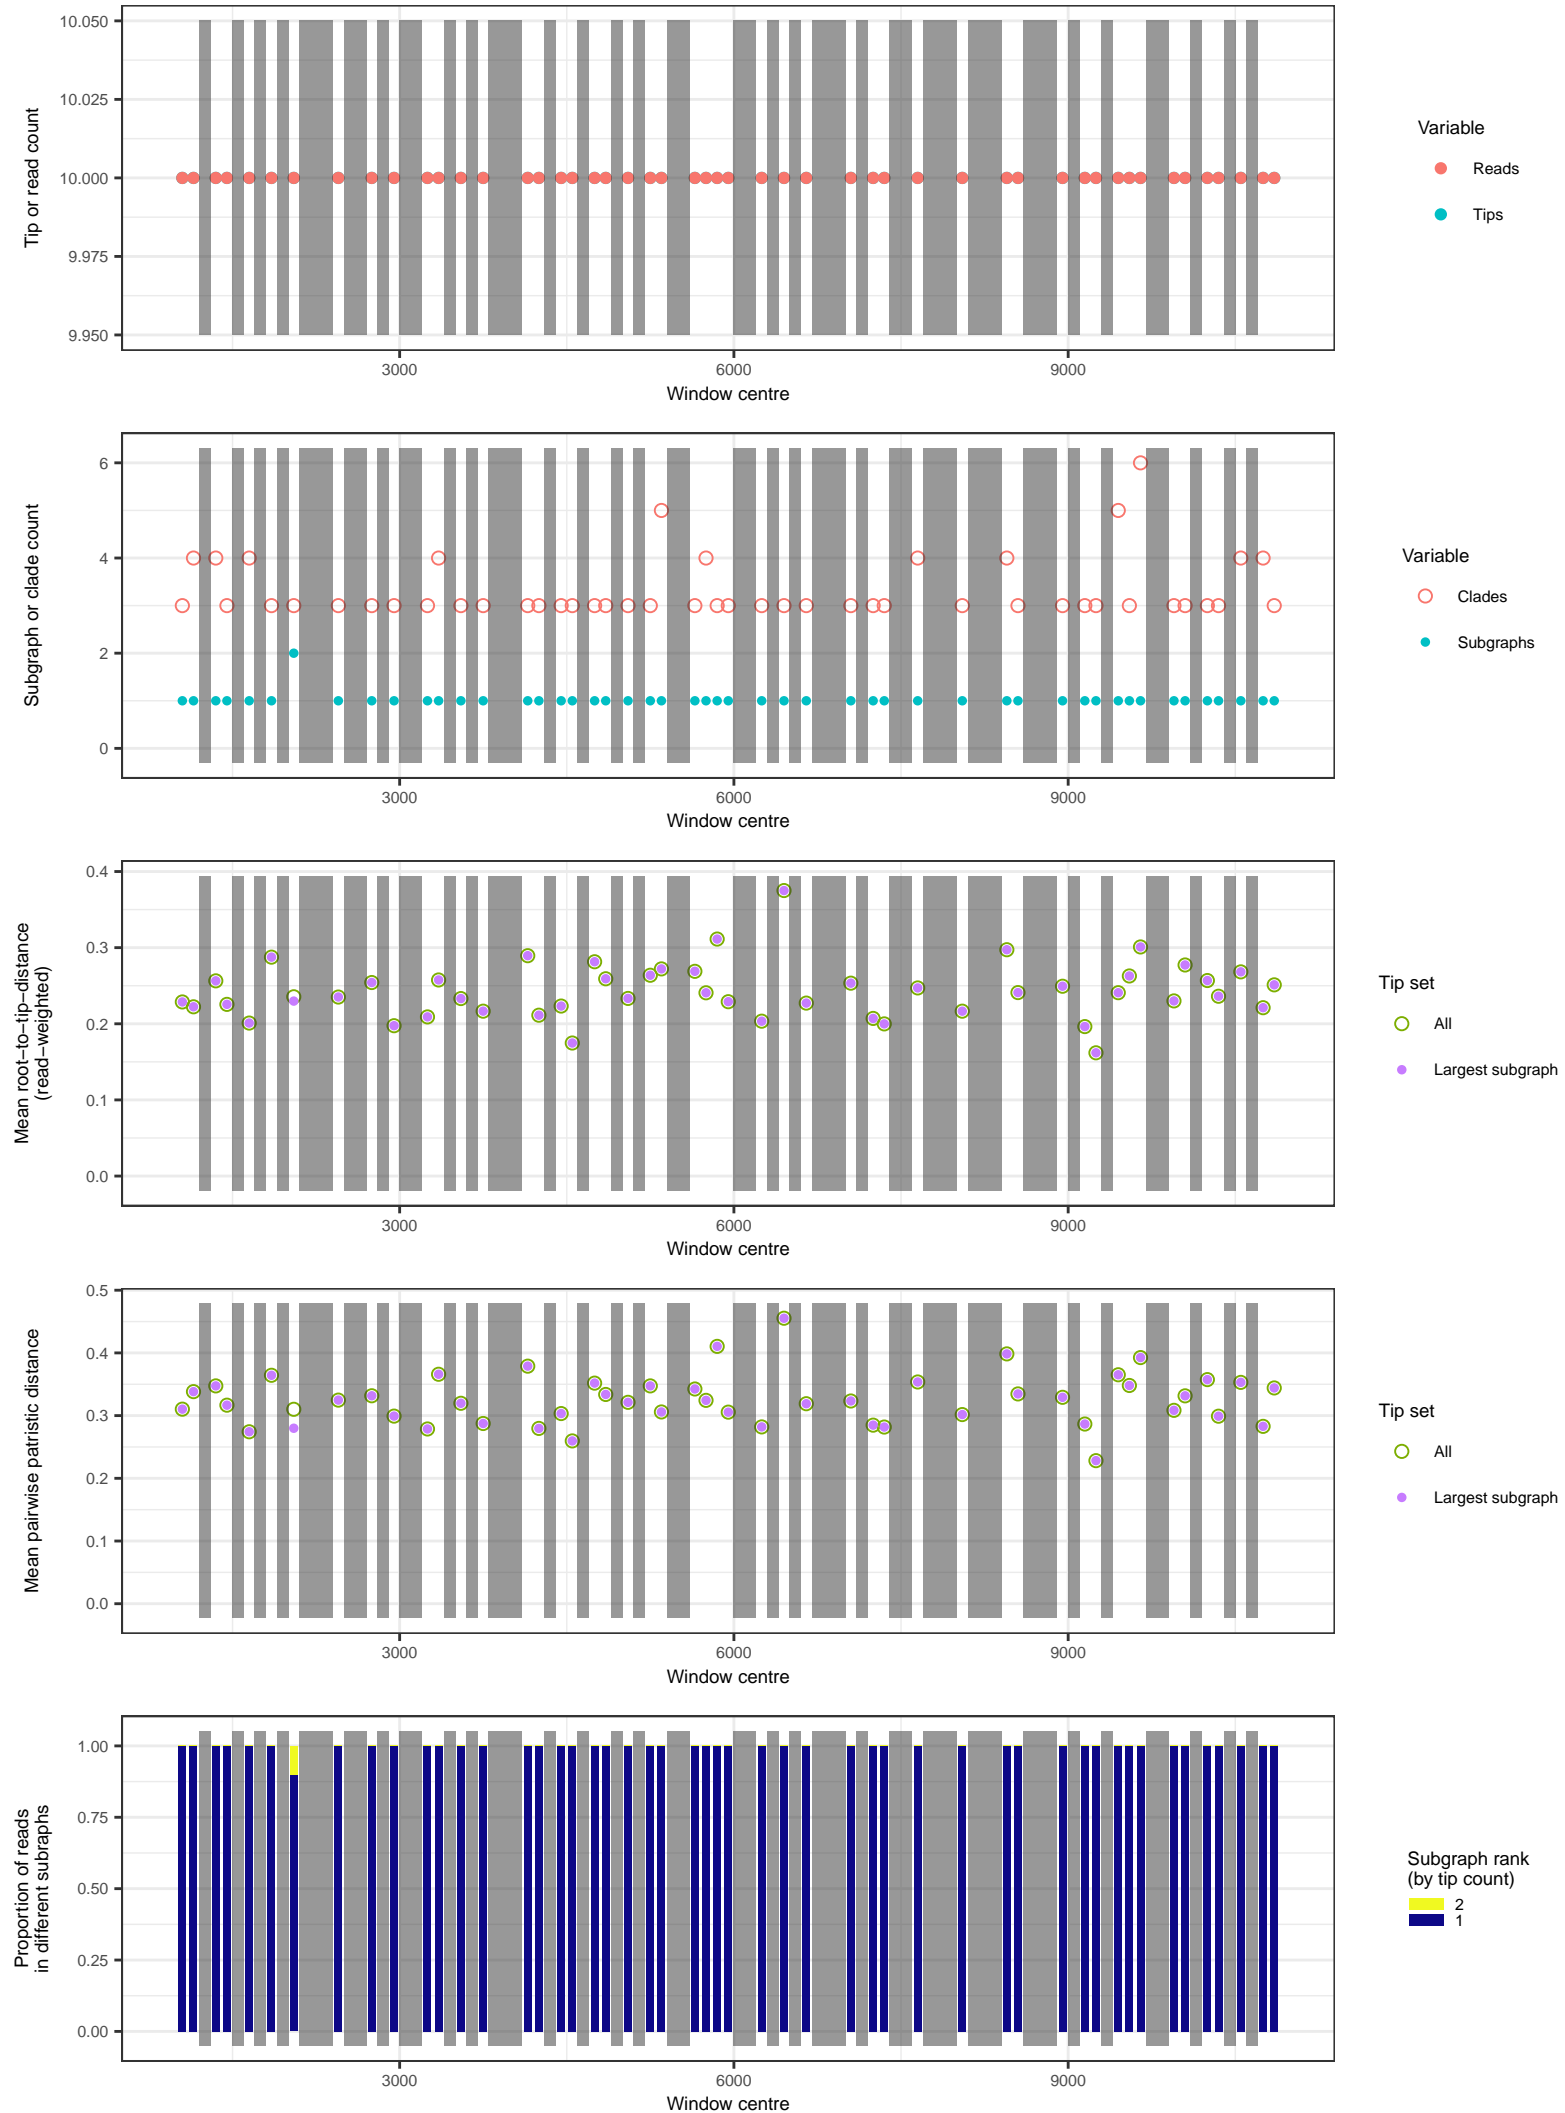 10.050
10.025
10.000
9.975
9.950
Tip or read count
3000
6000
9000
Window centre
Variable
Reads
Tips
6
4
2
0
Subgraph or clade count
3000
6000
9000
Window centre
Variable
Clades
Subgraphs
0.4
0.3
0.2
0.1
0.0
Mean root−to−tip−distance
(read−weighted)
3000
6000
9000
Window centre
Tip set
All
Largest subgraph
0.5
0.4
0.3
0.2
0.1
0.0
Mean pairwise patristic distance
3000
6000
9000
Window centre
Tip set
All
Largest subgraph
1.00
0.75
0.50
0.25
0.00
Proportion of reads
in different subraphs
3000
6000
9000
Window centre
Subgraph rank
(by tip count)
2
1